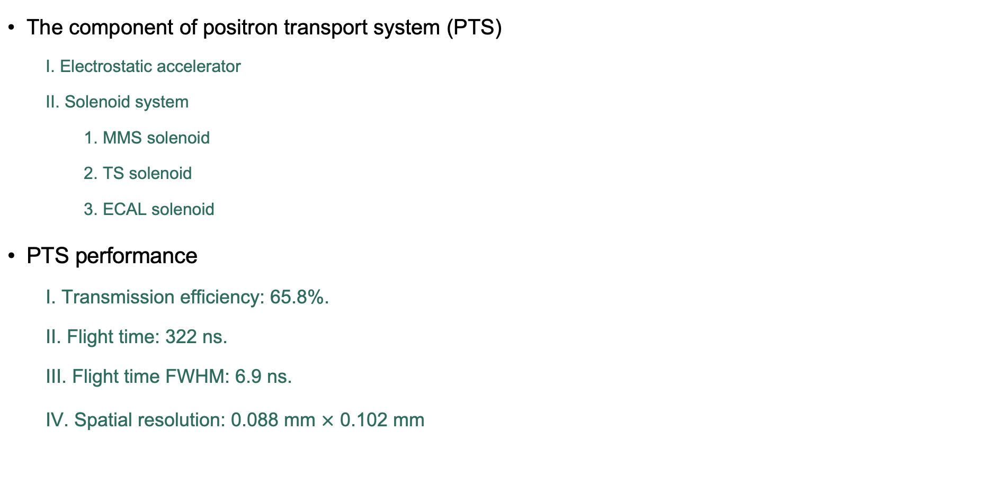 • The component of positron transport system (PTS)
I. Electrostatic accelerator
II. Solenoid system
1. MMS solenoid
2. TS solenoid
3. ECAL solenoid
• PTS performance
I. Transmission efficiency: 65.8%.
II. Flight time: 322 ns.
III. Flight time FWHM: 6.9 ns.
IV. Spatial resolution: 0.088 mm × 0.102 mm